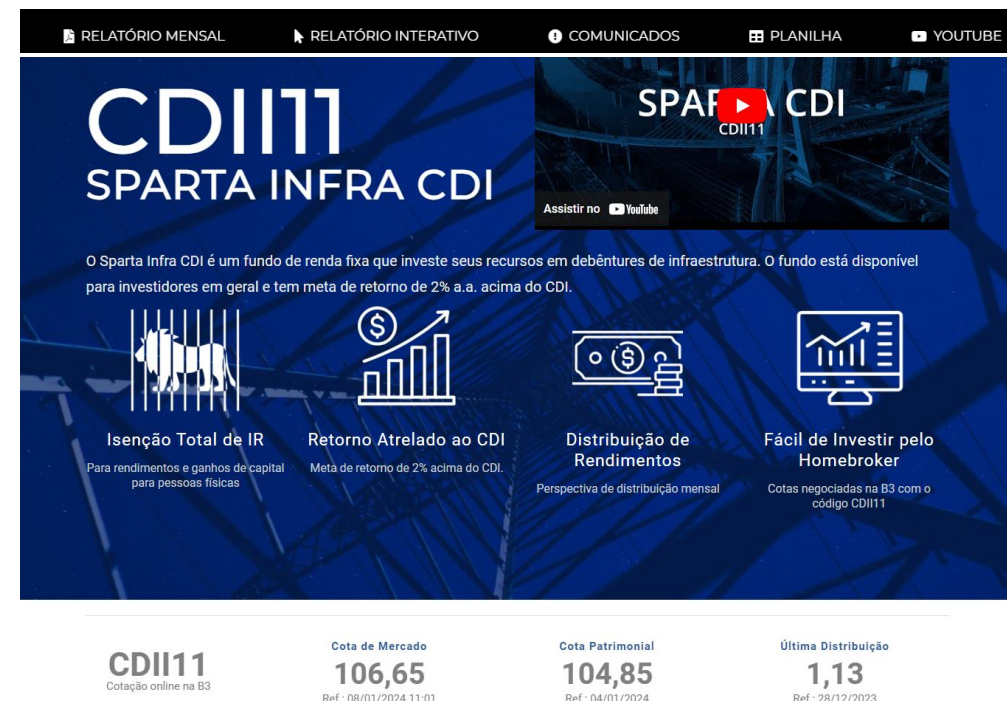 RELATÓRIO MENSAL RELATÓRIO INTERATIVO COMUNICADOS PLANILHA YOUTUBE
CDII11
SPARTA INFRA CDI
SPARTA CDI
CDII11
Assistir no YouTube
O Sparta Infra CDI é um fundo de renda fixa que investe seus recursos em debêntures de infraestrutura. O fundo está disponível
para investidores em geral e tem meta de retorno de 2% a.a. acima do CDI.
Isenção Total de IR
Para rendimentos e ganhos de capital
para pessoas físicas
Retorno Atrelado ao CDI
Meta de retorno de 2% acima do CDI.
Distribuição de
Rendimentos
Perspectiva de distribuição mensal
Fácil de Investir pelo
Homebroker
Cotas negociadas na B3 com o
código CDII11
CDII11
Cotação online na B3
Cota de Mercado
106,65
Ref.: 08/01/2024 11:01
Cota Patrimonial
104,85
Ref.: 04/01/2024
Última Distribuição
1,13
Ref.: 28/12/2023